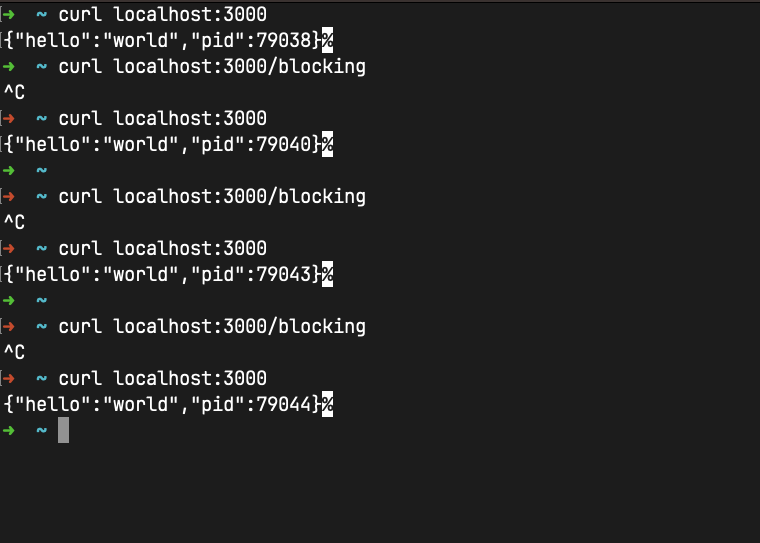 ➜  ~ curl localhost:3000
{"hello":"world","pid":79038}%
➜  ~ curl localhost:3000/blocking
^C
➜  ~ curl localhost:3000
{"hello":"world","pid":79040}%
➜  ~
➜  ~ curl localhost:3000/blocking
^C
➜  ~ curl localhost:3000
{"hello":"world","pid":79043}%
➜  ~
➜  ~ curl localhost:3000/blocking
^C
➜  ~ curl localhost:3000
{"hello":"world","pid":79044}%
➜  ~